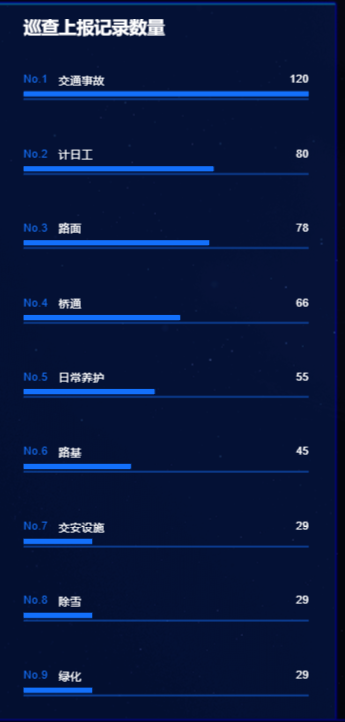 巡查上报记录数量
No.1 交通事故 120
No.2 计日工 80
No.3 路面 78
No.4 桥通 66
No.5 日常养护 55
No.6 路基 45
No.7 交安设施 29
No.8 除雪 29
No.9 绿化 29